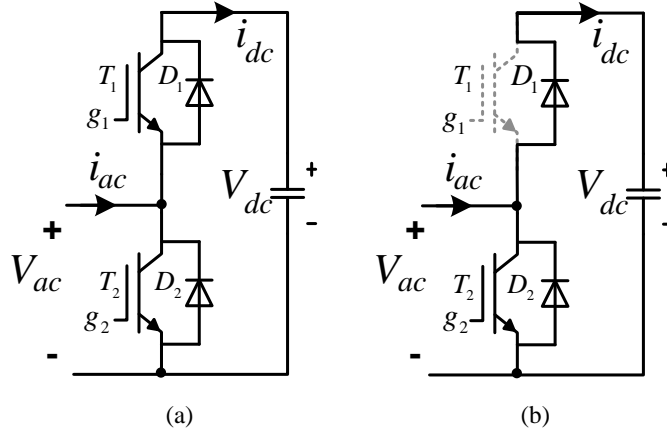 i_dc
T_1
D_1
g_1
i_ac
V_dc
+
-
+
V_ac
T_2
D_2
g_2
-
(a)
i_dc
T_1
D_1
g_1
i_ac
V_dc
+
-
+
V_ac
T_2
D_2
g_2
-
(b)